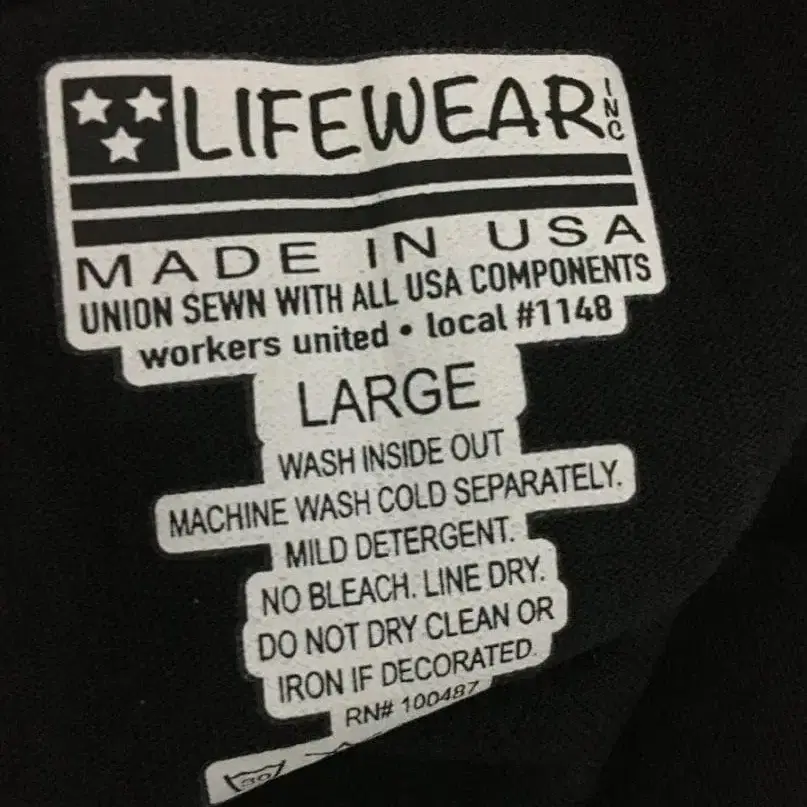 LIFEWEAR INC
MADE IN USA
UNION SEWN WITH ALL USA COMPONENTS
workers united • local #1148
LARGE
WASH INSIDE OUT
MACHINE WASH COLD SEPARATELY.
MILD DETERGENT.
NO BLEACH. LINE DRY.
DO NOT DRY CLEAN OR
IRON IF DECORATED.
RN# 100487
30